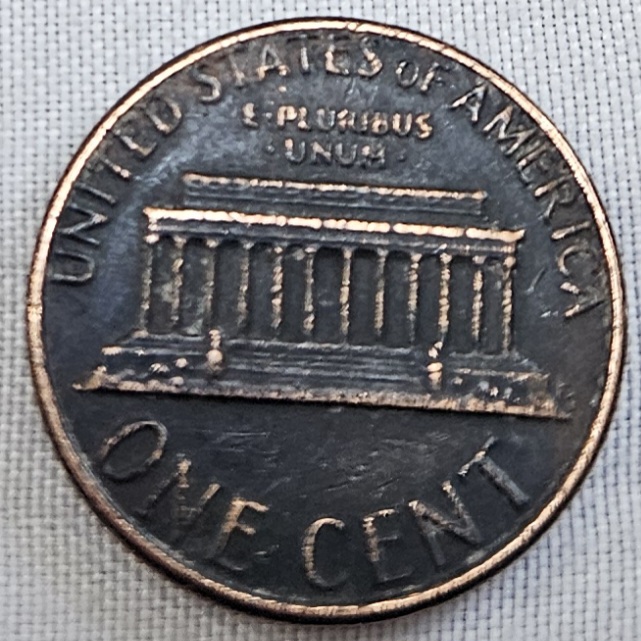 UNITED STATES OF AMERICA
E·PLURIBUS
·UNUM·
ONE CENT